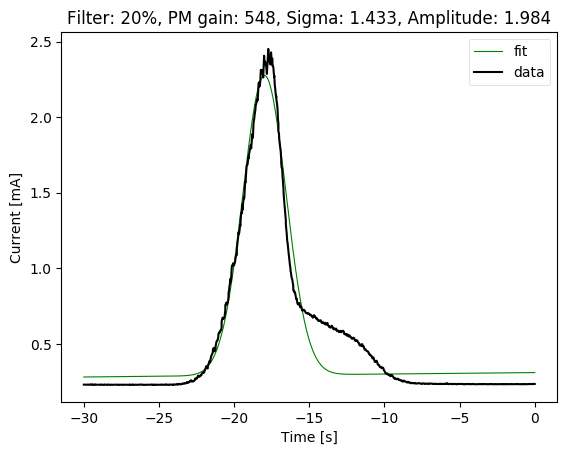 Filter: 20%, PM gain: 548, Sigma: 1.433, Amplitude: 1.984
fit
data
2.5
2.0
1.5
1.0
0.5
Current [mA]
−30
−25
−20
−15
−10
−5
0
Time [s]